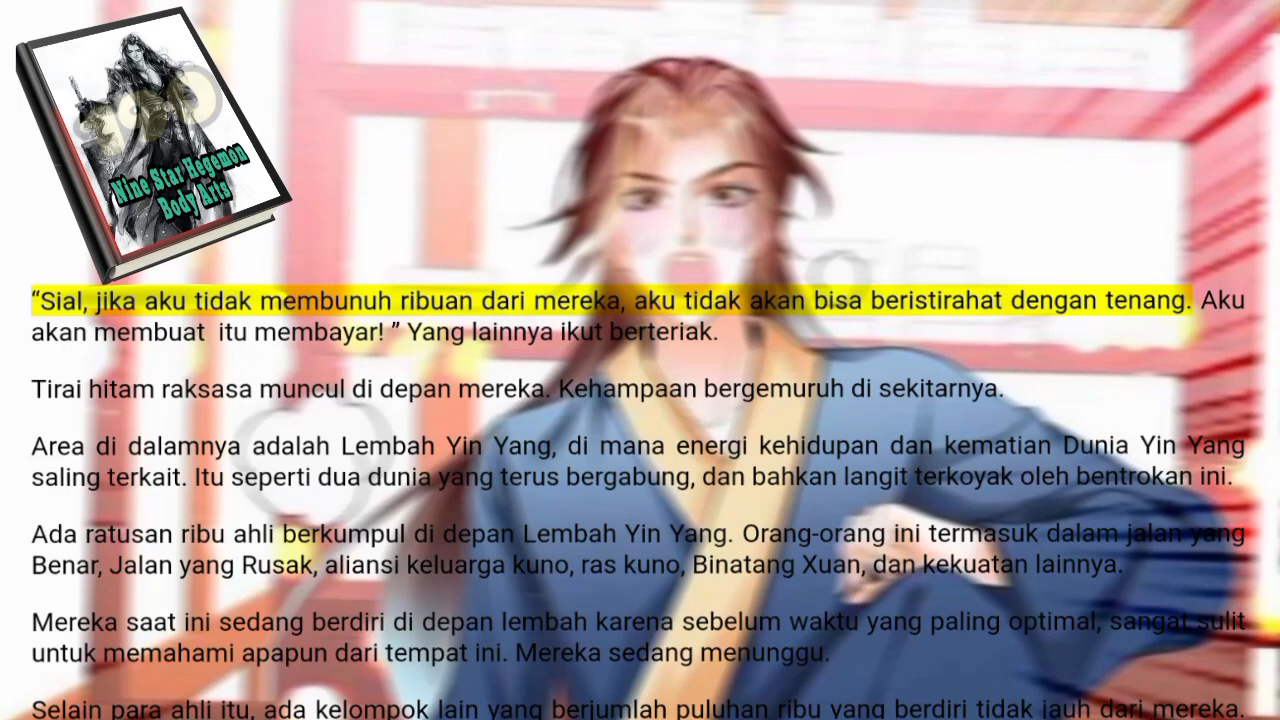 Nine Star Hegemon
Body Arts
“Sial, jika aku tidak membunuh ribuan dari mereka, aku tidak akan bisa beristirahat dengan tenang. Aku
akan membuat  itu membayar! ” Yang lainnya ikut berteriak.
Tirai hitam raksasa muncul di depan mereka. Kehampaan bergemuruh di sekitarnya.
Area di dalamnya adalah Lembah Yin Yang, di mana energi kehidupan dan kematian Dunia Yin Yang
saling terkait. Itu seperti dua dunia yang terus bergabung, dan bahkan langit terkoyak oleh bentrokan ini.
Ada ratusan ribu ahli berkumpul di depan Lembah Yin Yang. Orang-orang ini termasuk dalam jalan yang
Benar, Jalan yang Rusak, aliansi keluarga kuno, ras kuno, Binatang Xuan, dan kekuatan lainnya.
Mereka saat ini sedang berdiri di depan lembah karena sebelum waktu yang paling optimal, sangat sulit
untuk memahami apapun dari tempat ini. Mereka sedang menunggu.
Selain para ahli itu, ada kelompok lain yang berjumlah puluhan ribu yang berdiri tidak jauh dari mereka.